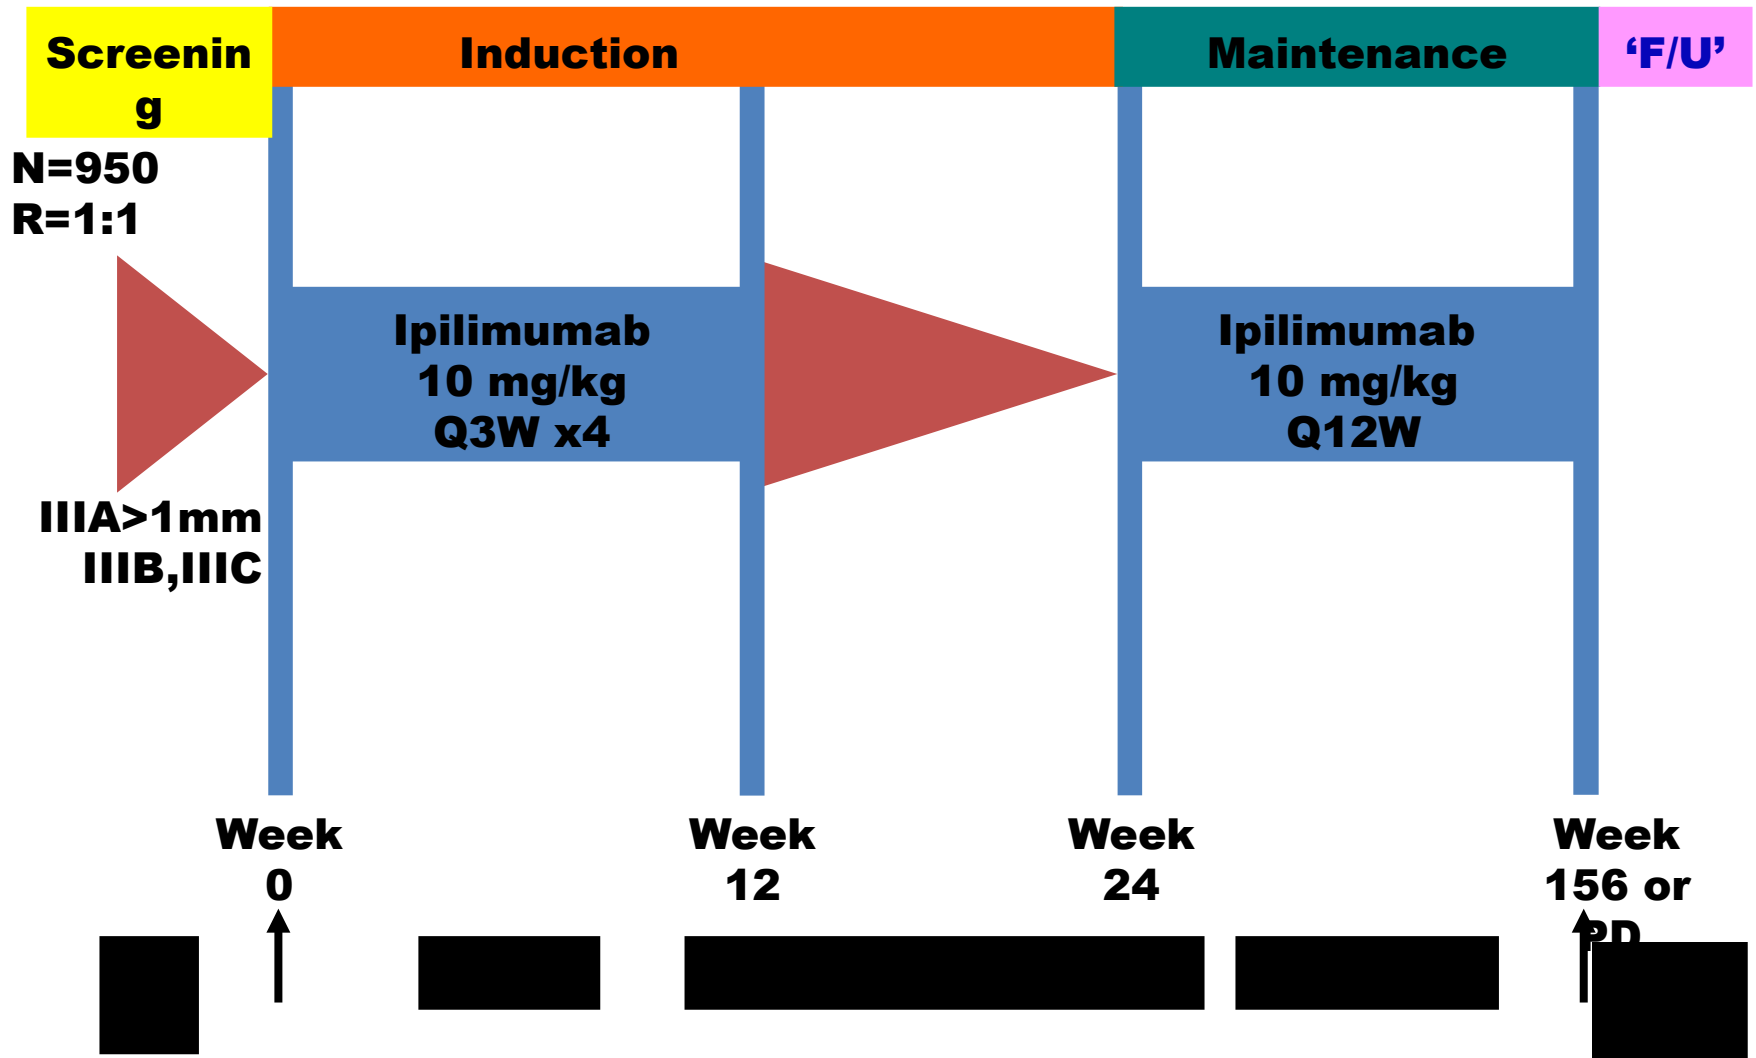 Screenin
g
Induction
Maintenance
‘F/U’
N=950
R=1:1
Ipilimumab
10 mg/kg
Q3W x4
Ipilimumab
10 mg/kg
Q12W
IIIA>1mm
IIIB,IIIC
Week
0
Week
12
Week
24
Week
156 or
PD